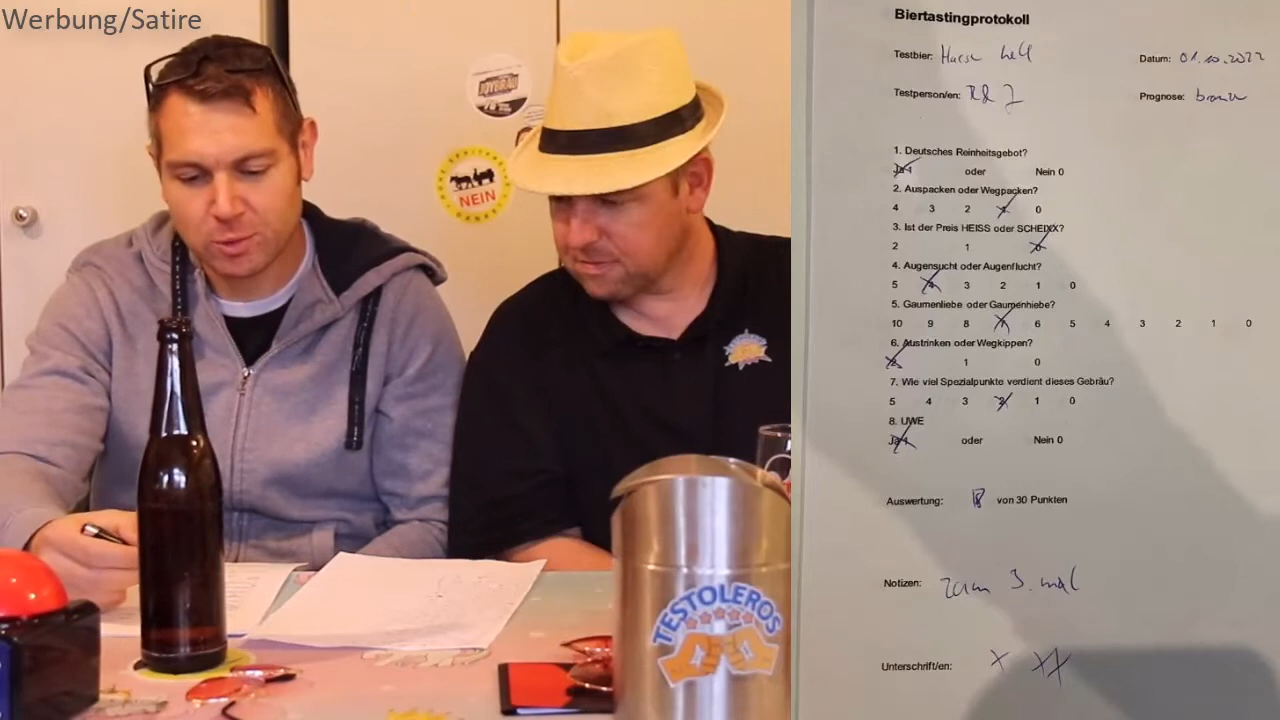 Werbung/Satire
NEIN
TESTOLEROS
Biertastingprotokoll
Testbier: hell
Datum: 01.10.2022
Testperson/en:
Prognose:
1. Deutsches Reinheitsgebot?
Ja 1 oder Nein 0
2. Auspacken oder Wegpacken?
4 3 2 1 0
3. Ist der Preis HEISS oder SCHEIXX?
2 1 0
4. Augensucht oder Augenflucht?
5 4 3 2 1 0
5. Gaumenliebe oder Gaumenhiebe?
10 9 8 7 6 5 4 3 2 1 0
6. Austrinken oder Wegkippen?
2 1 0
7. Wie viel Spezialpunkte verdient dieses Gebräu?
5 4 3 2 1 0
8. UWE
Ja 1 oder Nein 0
Auswertung: 18 von 30 Punkten
Notizen: zum 3. mal
Unterschrift/en: X XX